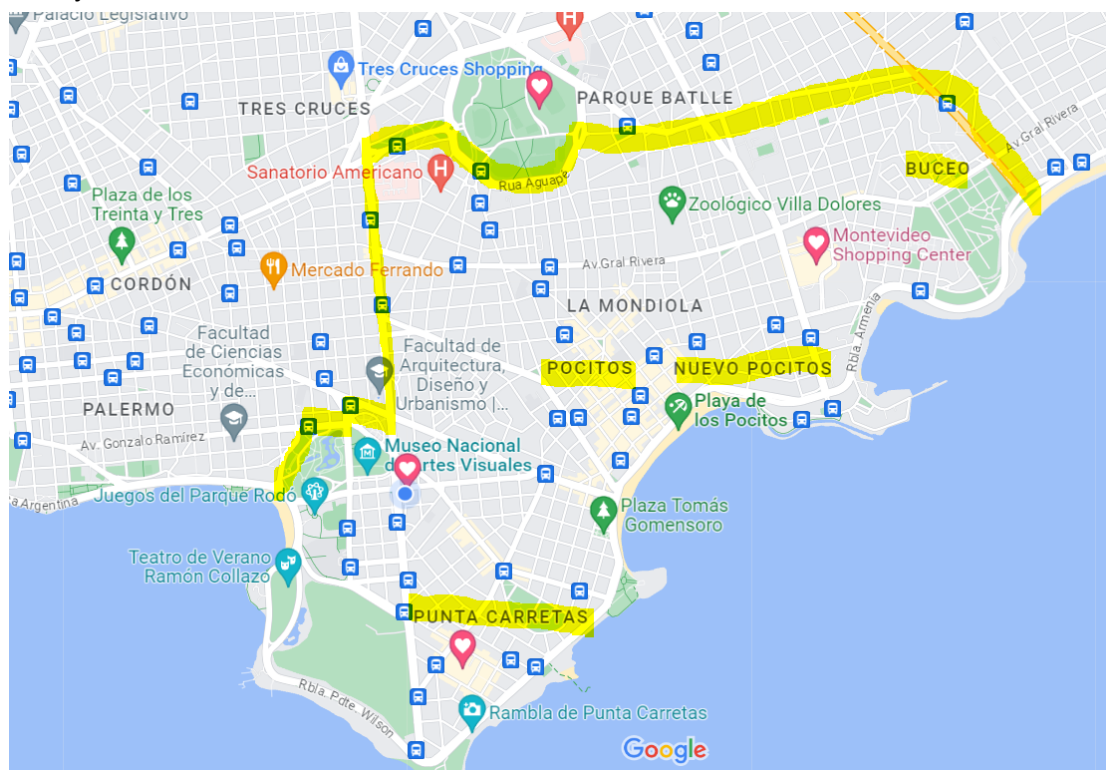 Palacio Legislativo
Tres Cruces Shopping
TRES CRUCES
PARQUE BATLLE
Av. Gral Rivera
Sanatorio Americano
Rua Aguape
BUCEO
Plaza de los
Treinta y Tres
Zoológico Villa Dolores
Montevideo
Shopping Center
Mercado Ferrando
Av. Gral Rivera
CORDÓN
LA MONDIOLA
Rbla. Armenia
Facultad
de Ciencias
Económicas
y de...
Facultad de
Arquitectura,
Diseño y
Urbanismo |...
POCITOS
NUEVO POCITOS
PALERMO
Playa de
los Pocitos
Av. Gonzalo Ramírez
Museo Nacional
de Artes Visuales
Juegos del Parque Rodó
Argentina
Plaza Tomás
Gomensoro
Teatro de Verano
Ramón Collazo
PUNTA CARRETAS
Rbla. Pdte. Wilson
Rambla de Punta Carretas
Google